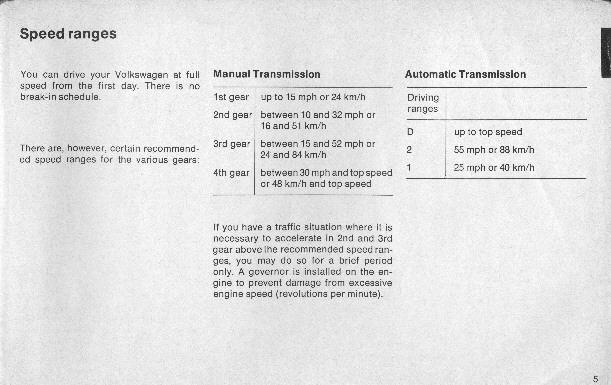 Speed ranges
You can drive your Volkswagen at full
speed from the first day. There is no
break-in schedule.
There are, however, certain recommend-
ed speed ranges for the various gears:
Manual Transmission
1st gear up to 15 mph or 24 km/h
2nd gear between 10 and 32 mph or
16 and 51 km/h
3rd gear between 15 and 52 mph or
24 and 84 km/h
4th gear between 30 mph and top speed
or 48 km/h and top speed
If you have a traffic situation where it is
necessary to accelerate in 2nd and 3rd
gear above the recommended speed ran-
ges, you may do so for a brief period
only. A governor is installed on the en-
gine to prevent damage from excessive
engine speed (revolutions per minute).
Automatic Transmission
Driving
ranges
D up to top speed
2 55 mph or 88 km/h
1 25 mph or 40 km/h
5